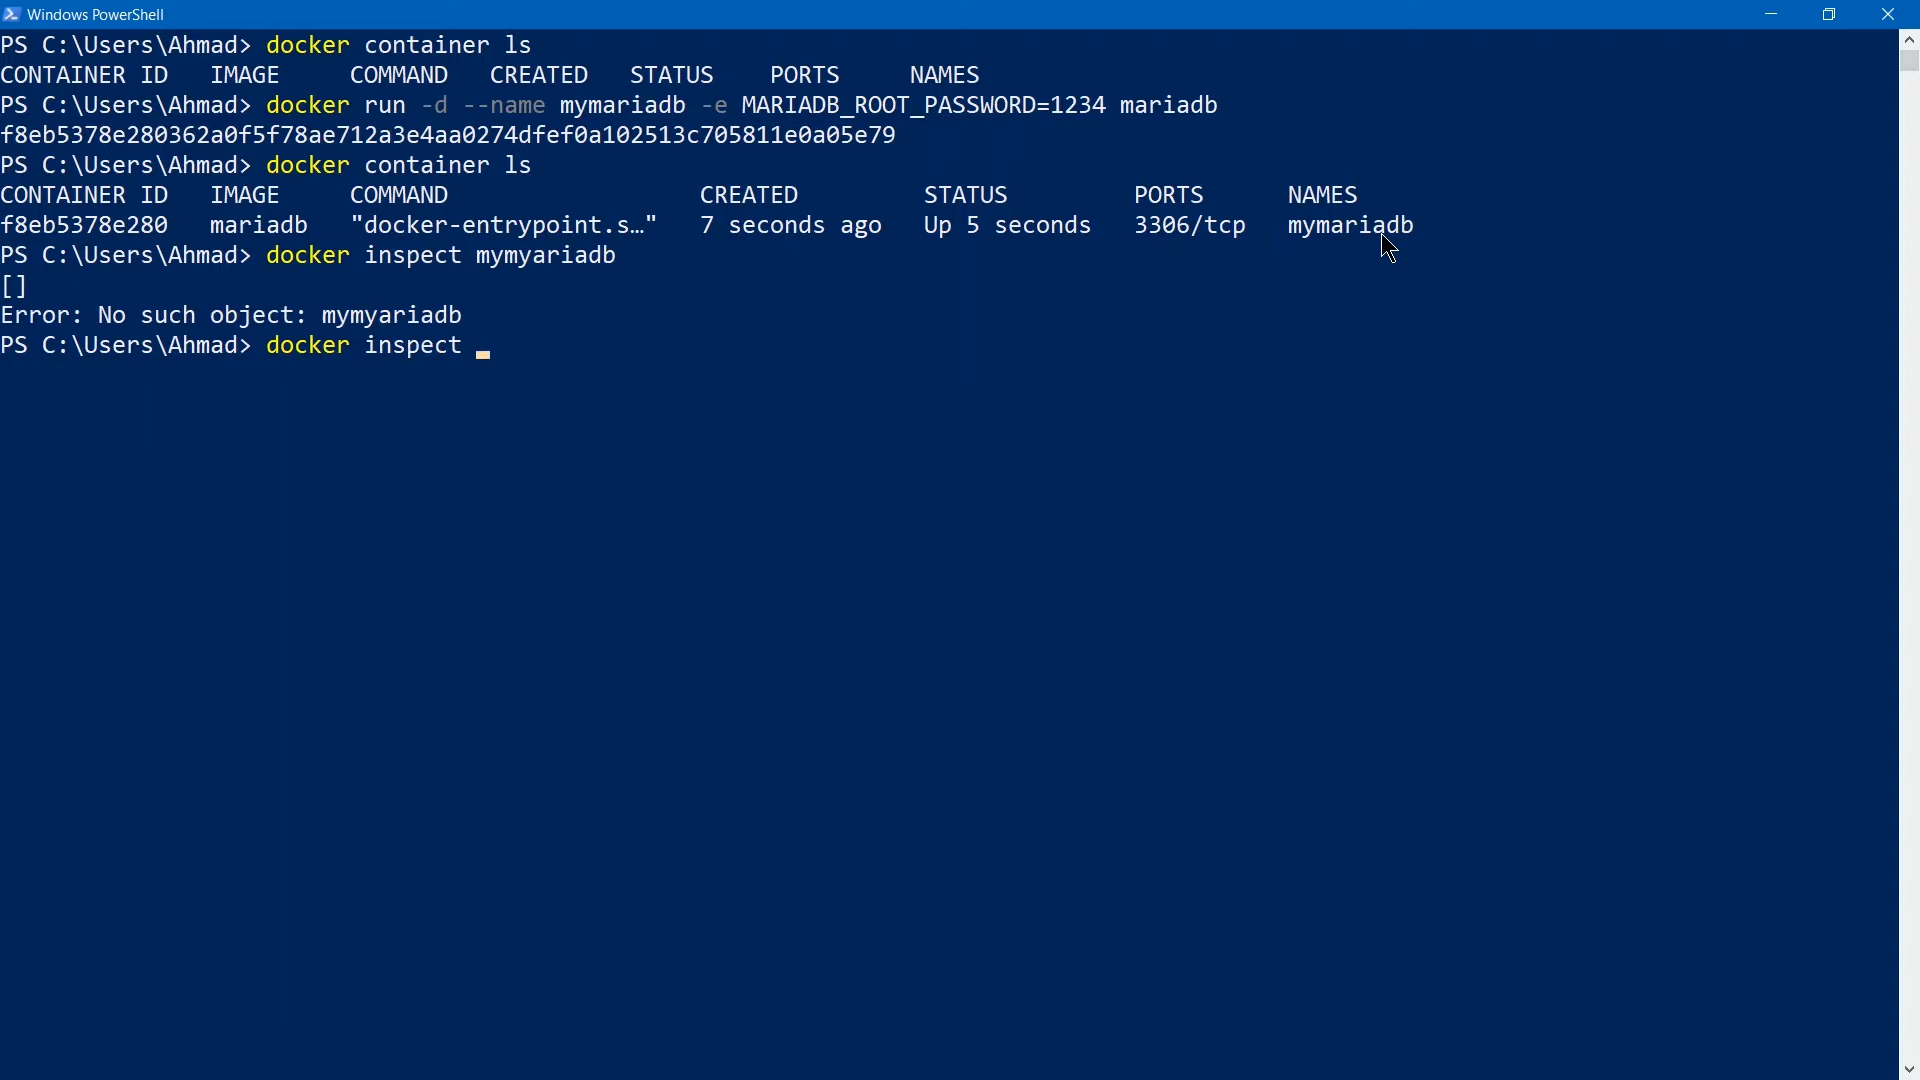 Windows PowerShell
PS C:\Users\Ahmad> docker container ls
CONTAINER ID   IMAGE     COMMAND   CREATED   STATUS    PORTS     NAMES
PS C:\Users\Ahmad> docker run -d --name mymariadb -e MARIADB_ROOT_PASSWORD=1234 mariadb
f8eb5378e280362a0f5f78ae712a3e4aa0274dfef0a102513c705811e0a05e79
PS C:\Users\Ahmad> docker container ls
CONTAINER ID   IMAGE     COMMAND                  CREATED         STATUS         PORTS      NAMES
f8eb5378e280   mariadb   "docker-entrypoint.s…"   7 seconds ago   Up 5 seconds   3306/tcp   mymariadb
PS C:\Users\Ahmad> docker inspect mymyariadb
[]
Error: No such object: mymyariadb
PS C:\Users\Ahmad> docker inspect